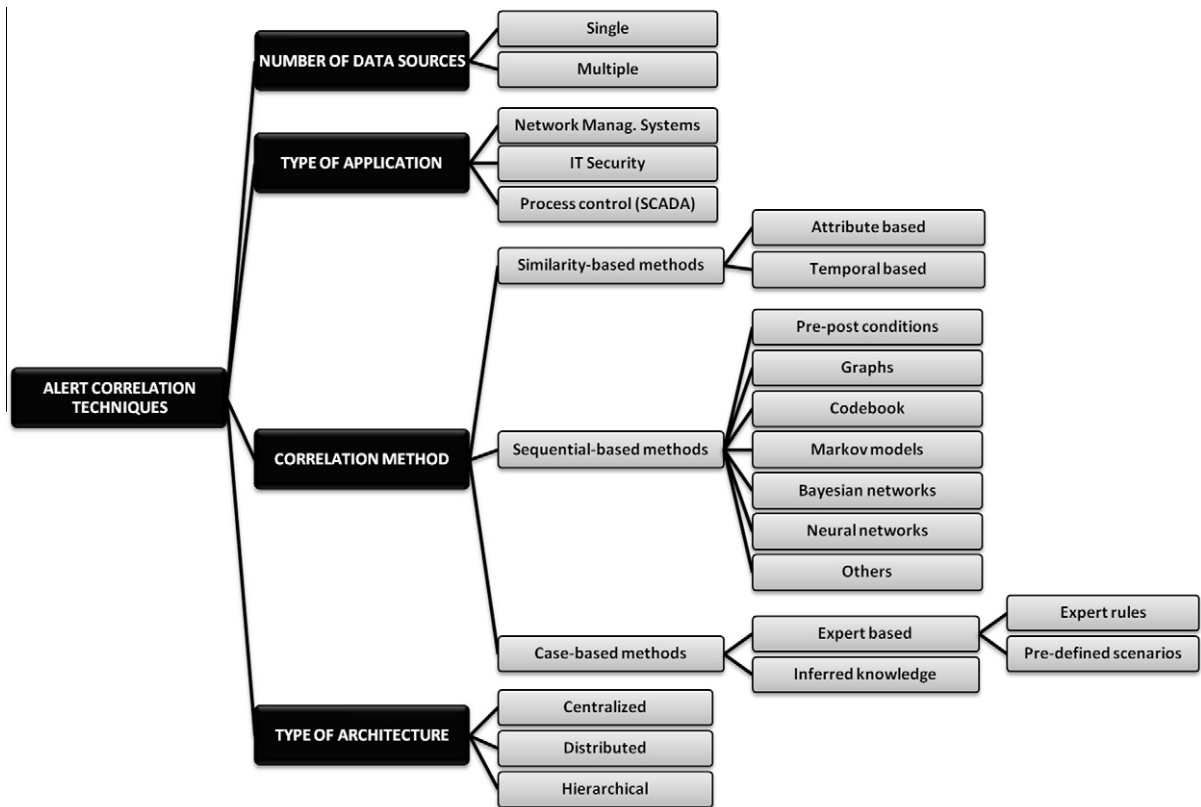 NUMBER OF DATA SOURCES
Single
Multiple
TYPE OF APPLICATION
Network Manag. Systems
IT Security
Process control (SCADA)
ALERT CORRELATION
TECHNIQUES
CORRELATION METHOD
Similarity-based methods
Attribute based
Temporal based
Sequential-based methods
Pre-post conditions
Graphs
Codebook
Markov models
Bayesian networks
Neural networks
Others
Case-based methods
Expert based
Expert rules
Pre-defined scenarios
Inferred knowledge
TYPE OF ARCHITECTURE
Centralized
Distributed
Hierarchical